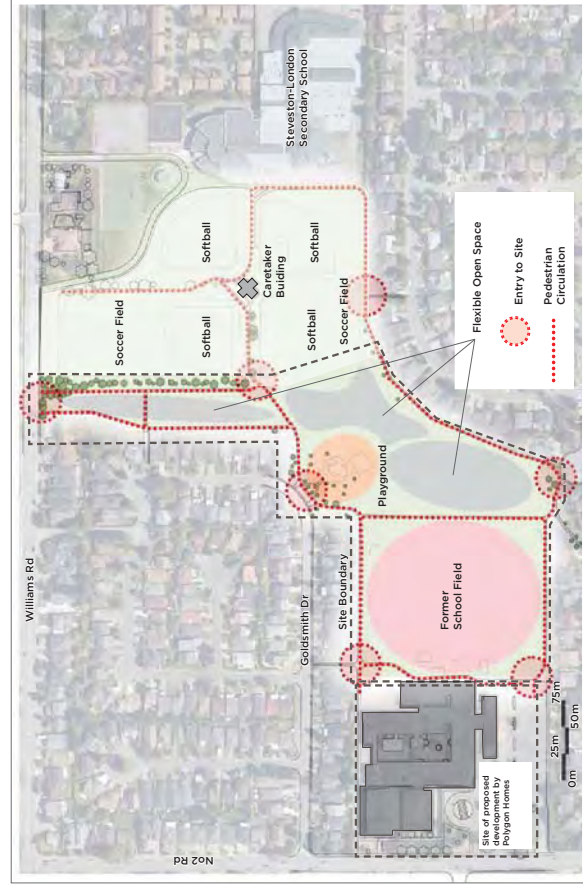 Williams Rd
Steveston-London
Secondary School
Soccer Field
Softball
Softball
Caretaker
Buiding
Softball
Softball
Soccer Field
Goldsmith Dr
Site Boundary
Playground
Former
School Field
Flexible Open Space
Entry to Site
Pedestrian
Circulation
No2 Rd
Site of proposed
development by
Polygon Homes
0m
25m
50m
75m